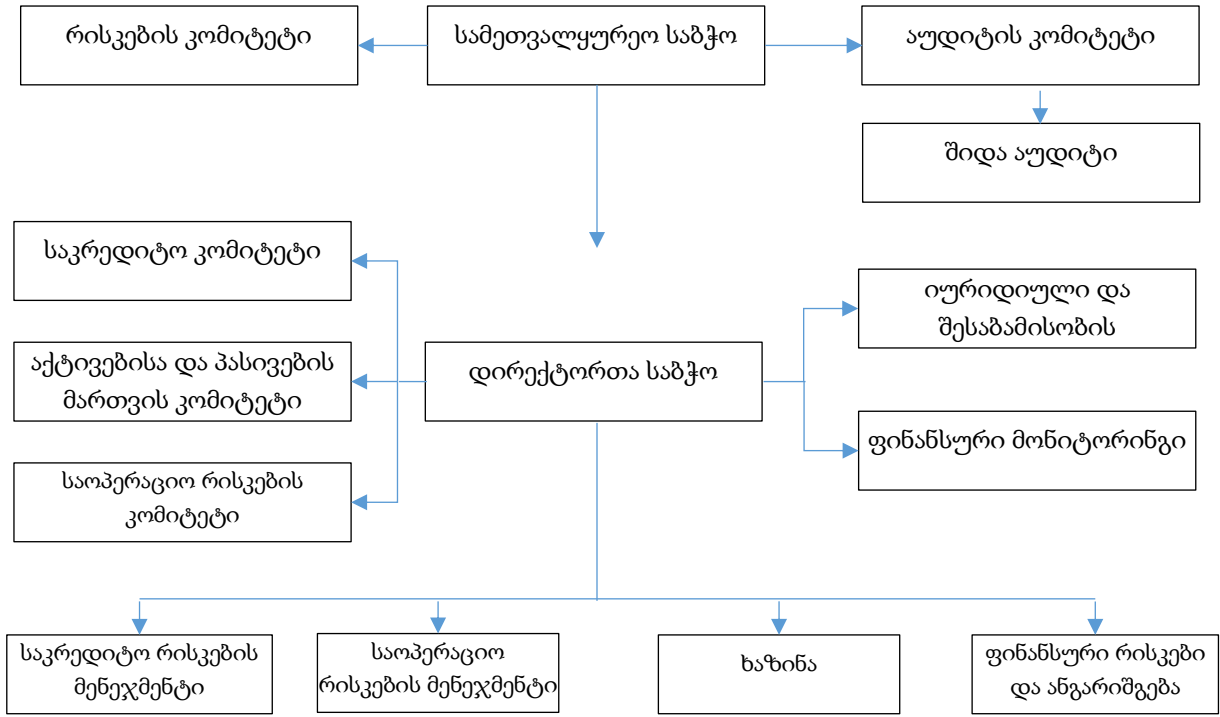 რისკების კომიტეტი
სამეთვალყურეო საბჭო
აუდიტის კომიტეტი
შიდა აუდიტი
საკრედიტო კომიტეტი
იურიდიული და
შესაბამისობის
აქტივებისა და პასივების
მართვის კომიტეტი
დირექტორთა საბჭო
ფინანსური მონიტორინგი
საოპერაციო რისკების
კომიტეტი
საკრედიტო რისკების
მენეჯმენტი
საოპერაციო
რისკების მენეჯმენტი
ხაზინა
ფინანსური რისკები
და ანგარიშგება